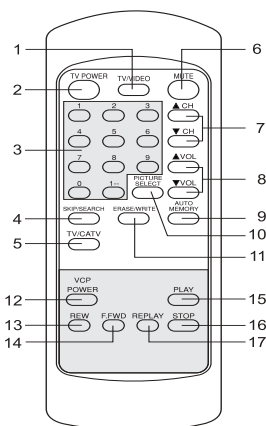 1
6
TV POWER TV/VIDEO MUTE
2
1 2 3
▲ CH
7
4 5 6
▼ CH
3
7 8 9
▲VOL
8
0 1--
PICTURE
SELECT
▼VOL
SKIP/SEARCH ERASE/WRITE
AUTO
MEMORY
4
9
10
TV/CATV
5
11
VCP
POWER
PLAY
12
15
REW F.FWD REPLAY STOP
13
16
14
17